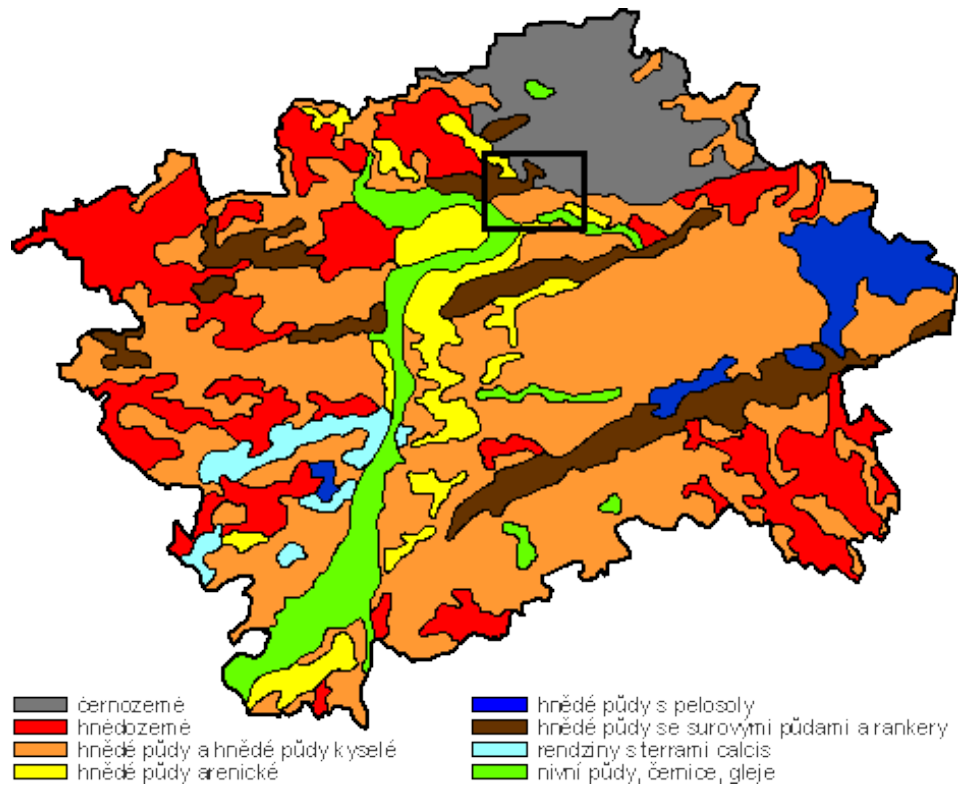 černozemě
hnědozemě
hnědé půdy a hnědé půdy kyselé
hnědé půdy arenické
hnědé půdy s pelosoly
hnědé půdy se surovými půdami a rankery
rendziny s terrami calcis
nivní půdy, černice, gleje